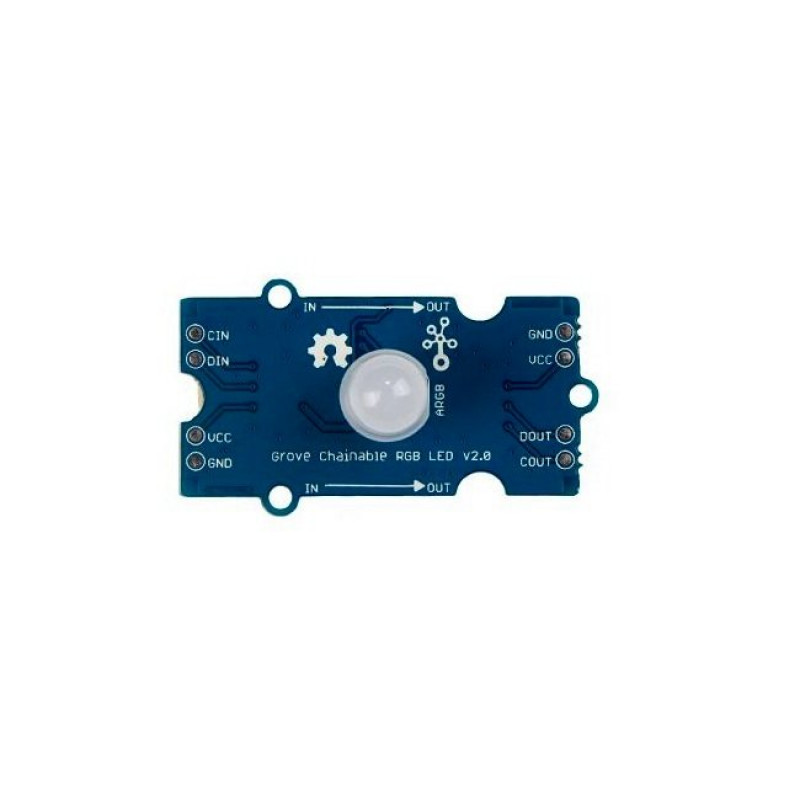 IN OUT
CIN
DIN
GND
VCC
ARGB
VCC
GND
DOUT
COUT
Grove Chainable RGB LED v2.0
IN OUT